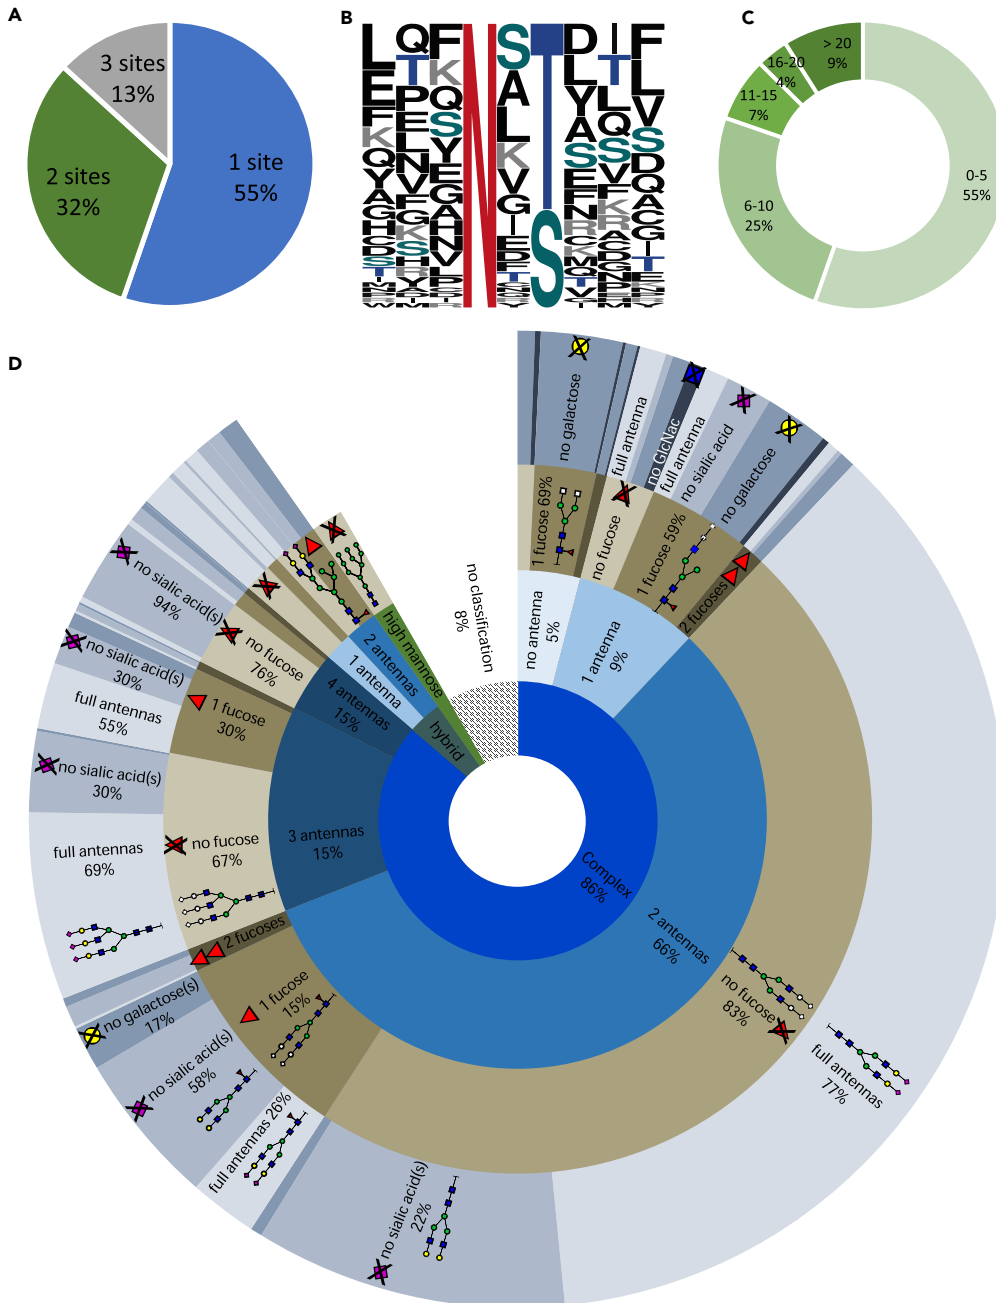 A
3 sites
13%
2 sites
32%
1 site
55%
B
L Q F N S T D I F
C
> 20
9%
16-20
4%
11-15
7%
6-10
25%
0-5
55%
D
no galactose
full antenna
no GlcNac
full antenna
no sialic acid
no galactose
1 fucose 69%
no fucose
1 fucose 59%
2 fucoses
no antenna
5%
1 antenna
9%
no classification
8%
high mannose
hybrid
2 antennas
1 antenna
4 antennas
15%
3 antennas
15%
Complex
86%
2 antennas
66%
no fucose
83%
full antennas
77%
no sialic acid(s)
22%
full antennas 26%
no sialic acid(s)
58%
no galactose(s)
17%
1 fucose
15%
2 fucoses
no fucose
67%
full antennas
69%
no sialic acid(s)
30%
1 fucose
30%
full antennas
55%
no sialic acid(s)
30%
no fucose
76%
no sialic acid(s)
94%